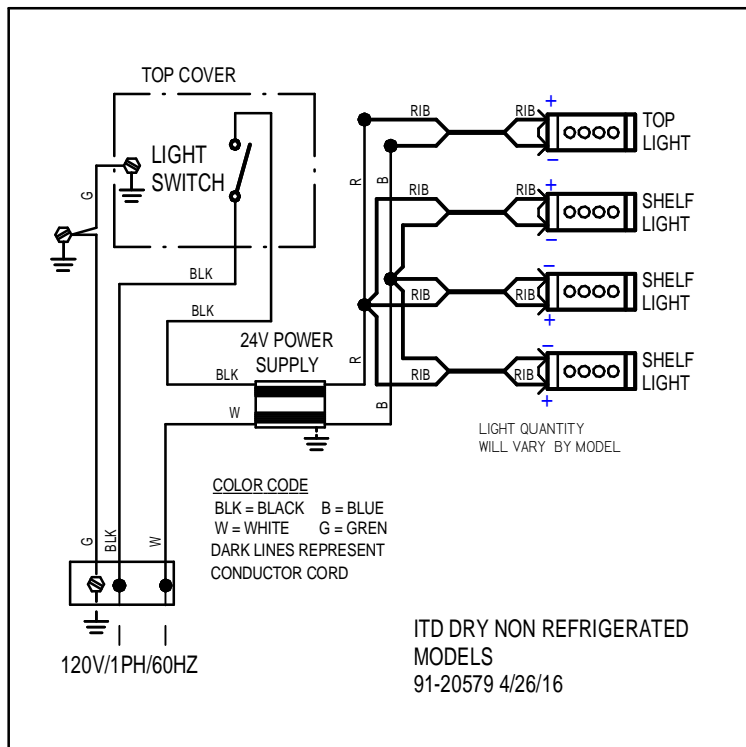 TOP COVER
LIGHT
SWITCH
G
BLK
BLK
24V POWER
SUPPLY
BLK
W
R
B
R
B
RIB
RIB
+
−
TOP
LIGHT
RIB
RIB
+
−
SHELF
LIGHT
RIB
RIB
−
+
SHELF
LIGHT
RIB
RIB
−
+
SHELF
LIGHT
LIGHT QUANTITY
WILL VARY BY MODEL
COLOR CODE
BLK = BLACK B = BLUE
W = WHITE G = GREN
DARK LINES REPRESENT
CONDUCTOR CORD
G
BLK
W
120V/1PH/60HZ
ITD DRY NON REFRIGERATED
MODELS
91-20579 4/26/16